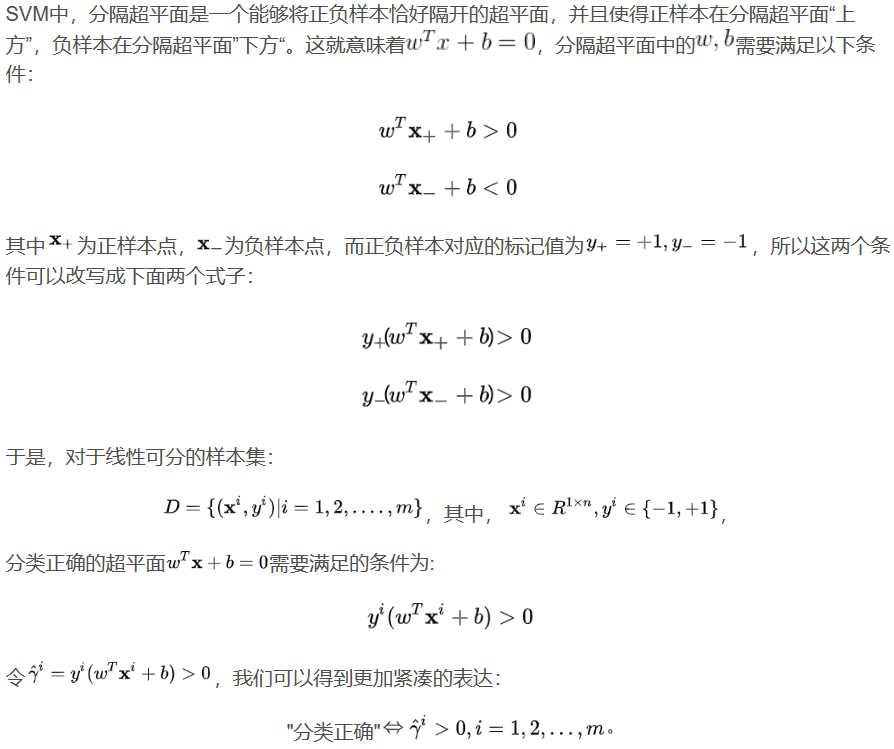 SVM中，分隔超平面是一个能够将正负样本恰好隔开的超平面，并且使得正样本在分隔超平面“上
方”，负样本在分隔超平面”下方“。这就意味着$w^T x + b = 0$，分隔超平面中的$w, b$需要满足以下条
件：
$w^T \mathbf{x}_+ + b > 0$
$w^T \mathbf{x}_- + b < 0$
其中$\mathbf{x}_+$为正样本点，$\mathbf{x}_-$为负样本点，而正负样本对应的标记值为$y_+ = +1, y_- = -1$，所以这两个条
件可以改写成下面两个式子：
$y_+(w^T \mathbf{x}_+ + b) > 0$
$y_-(w^T \mathbf{x}_- + b) > 0$
于是，对于线性可分的样本集：
$D = \{(\mathbf{x}^i, y^i) | i = 1, 2, ...., m\}$，其中，$\mathbf{x}^i \in R^{1 \times n}, y^i \in \{-1, +1\}$，
分类正确的超平面$w^T \mathbf{x} + b = 0$需要满足的条件为:
$y^i(w^T \mathbf{x}^i + b) > 0$
令$\hat{\gamma}^i = y^i(w^T \mathbf{x}^i + b) > 0$，我们可以得到更加紧凑的表达：
"分类正确"$\Leftrightarrow \hat{\gamma}^i > 0, i = 1, 2, ..., m$。